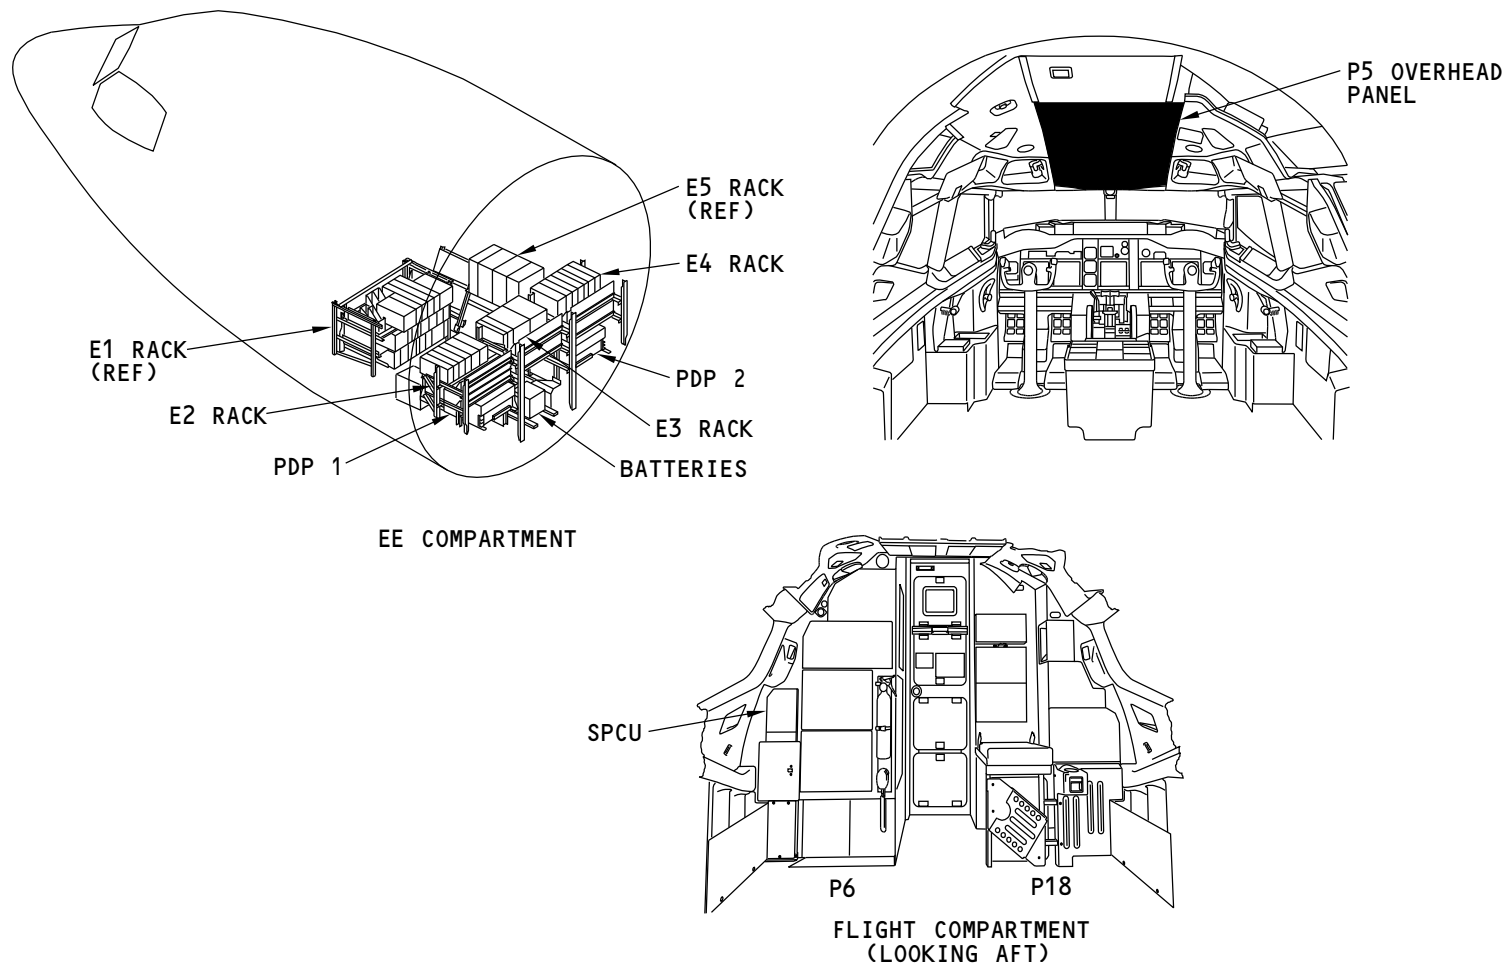 P5 OVERHEAD
PANEL
E5 RACK
(REF)
E4 RACK
E1 RACK
(REF)
PDP 2
E2 RACK
E3 RACK
PDP 1
BATTERIES
EE COMPARTMENT
SPCU
P6
P18
FLIGHT COMPARTMENT
(LOOKING AFT)